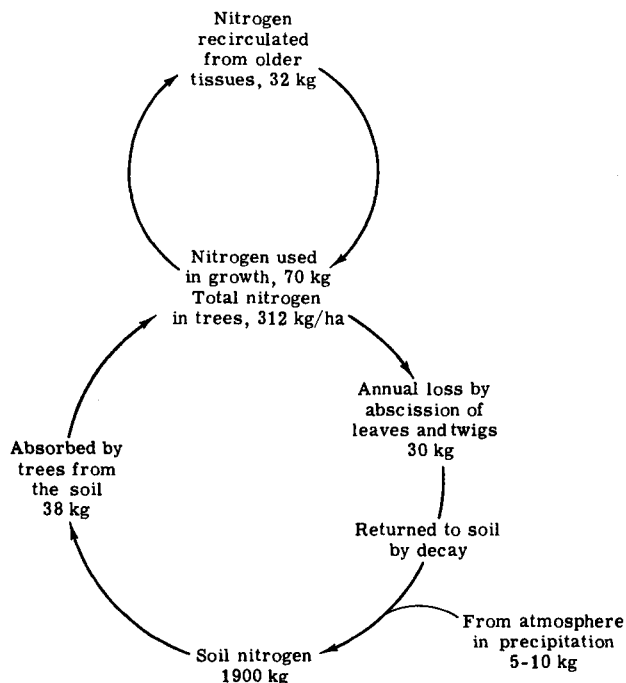 Nitrogen
recirculated
from older
tissues, 32 kg
Nitrogen used
in growth, 70 kg
Total nitrogen
in trees, 312 kg/ha
Annual loss by
abscission of
leaves and twigs
30 kg
Absorbed by
trees from
the soil
38 kg
Returned to soil
by decay
From atmosphere
in precipitation
5-10 kg
Soil nitrogen
1900 kg